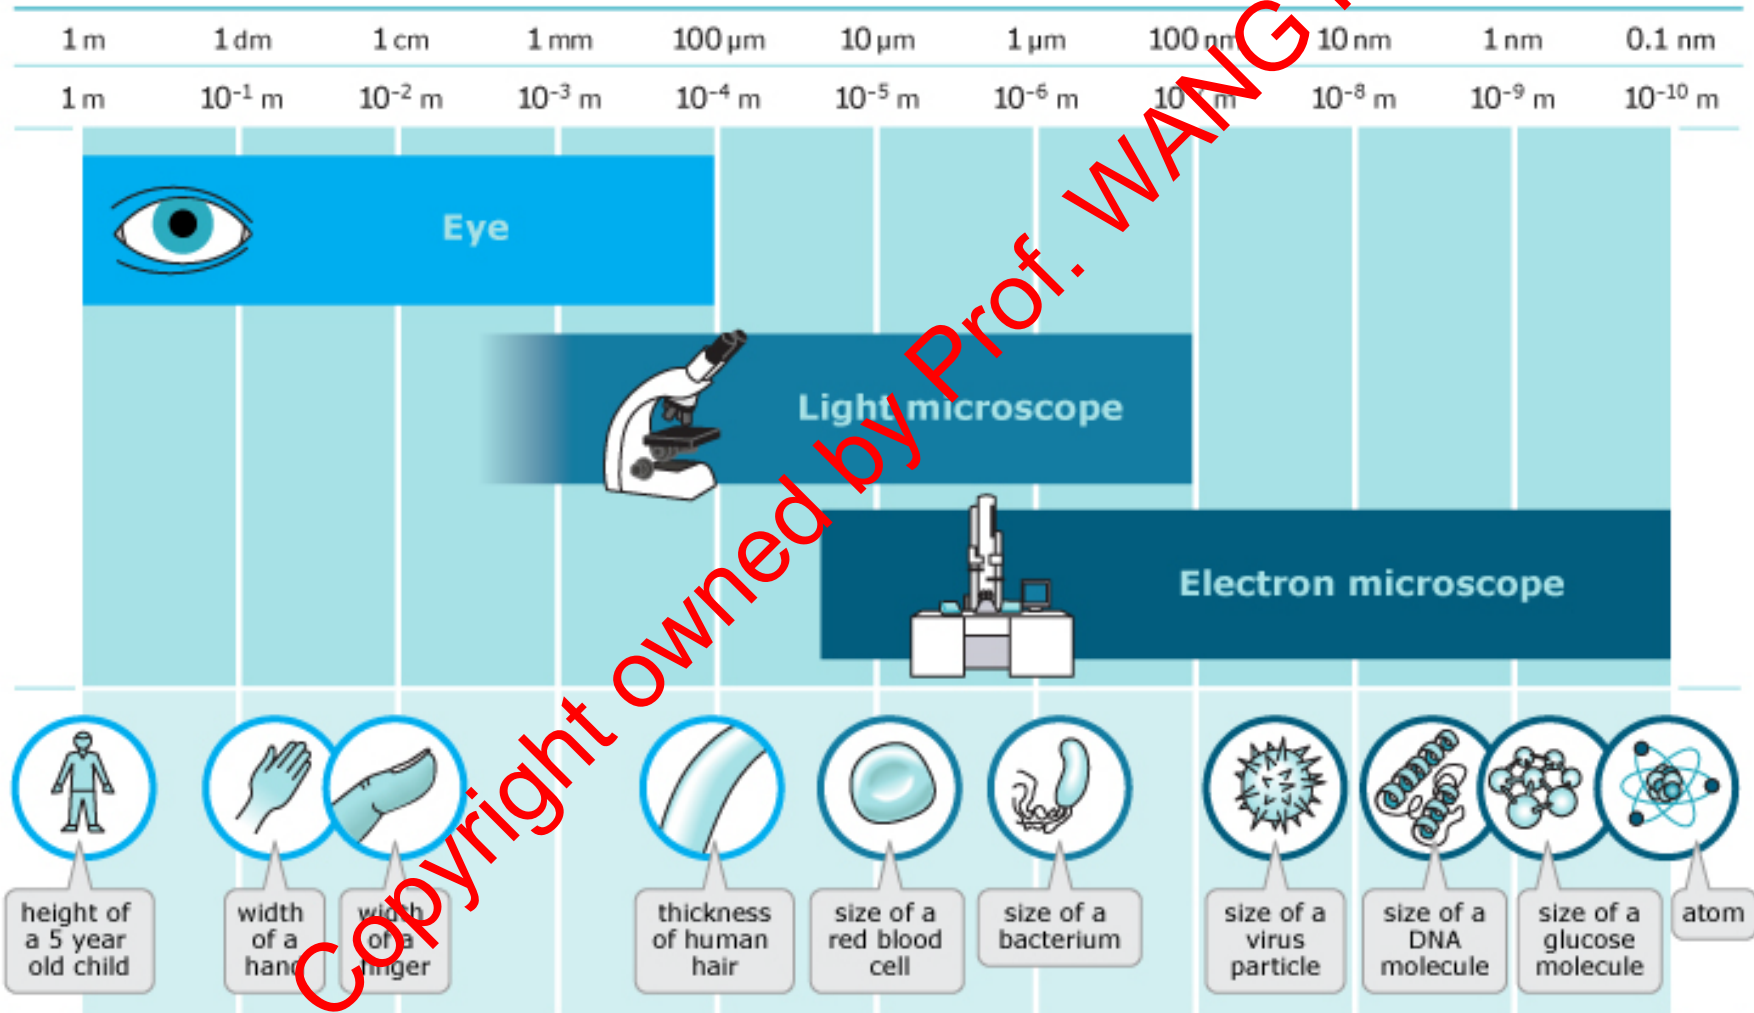 1 m 1 dm 1 cm 1 mm 100 µm 10 µm 1 µm 100 nm 10 nm 1 nm 0.1 nm
1 m 10⁻¹ m 10⁻² m 10⁻³ m 10⁻⁴ m 10⁻⁵ m 10⁻⁶ m 10⁻⁸ m 10⁻⁹ m 10⁻¹⁰ m
Eye
Light microscope
Electron microscope
height of
a 5 year
old child
width
of a
hand
width
of a
finger
thickness
of human
hair
size of a
red blood
cell
size of a
bacterium
size of a
virus
particle
size of a
DNA
molecule
size of a
glucose
molecule
atom
Copyright owned by Prof. WANG